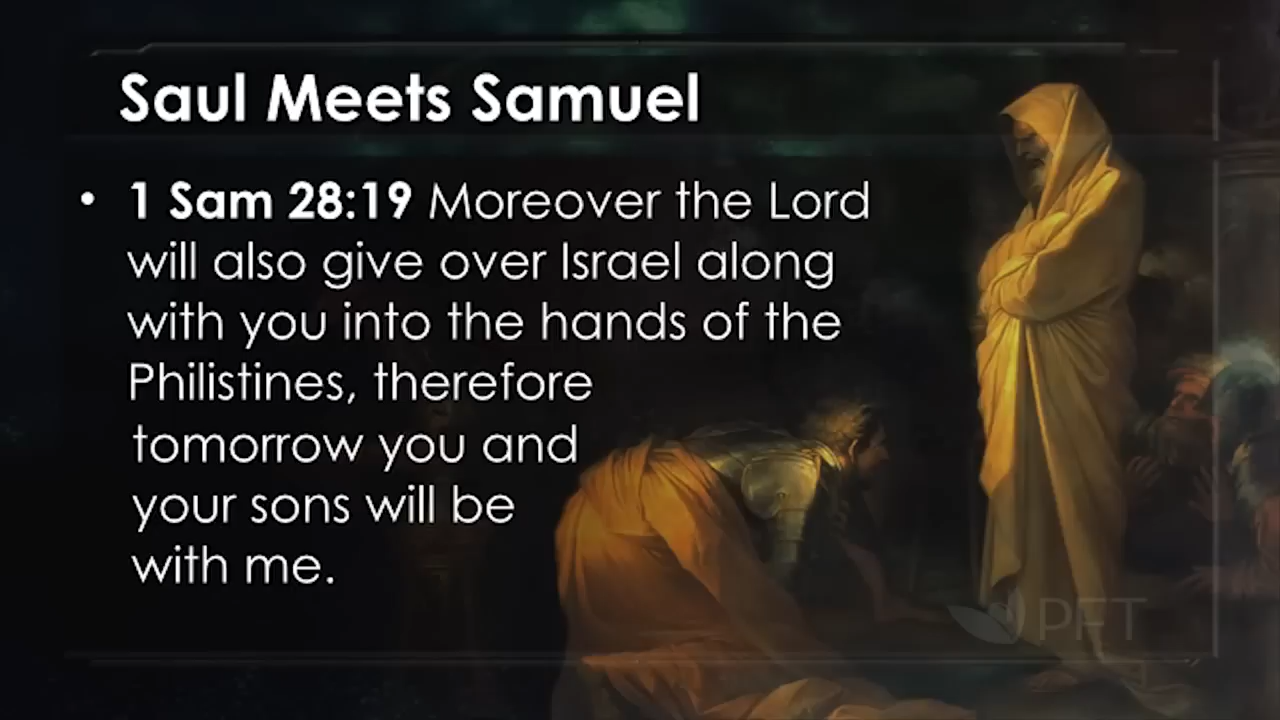 Saul Meets Samuel
• 1 Sam 28:19 Moreover the Lord
will also give over Israel along
with you into the hands of the
Philistines, therefore
tomorrow you and
your sons will be
with me.
PFT